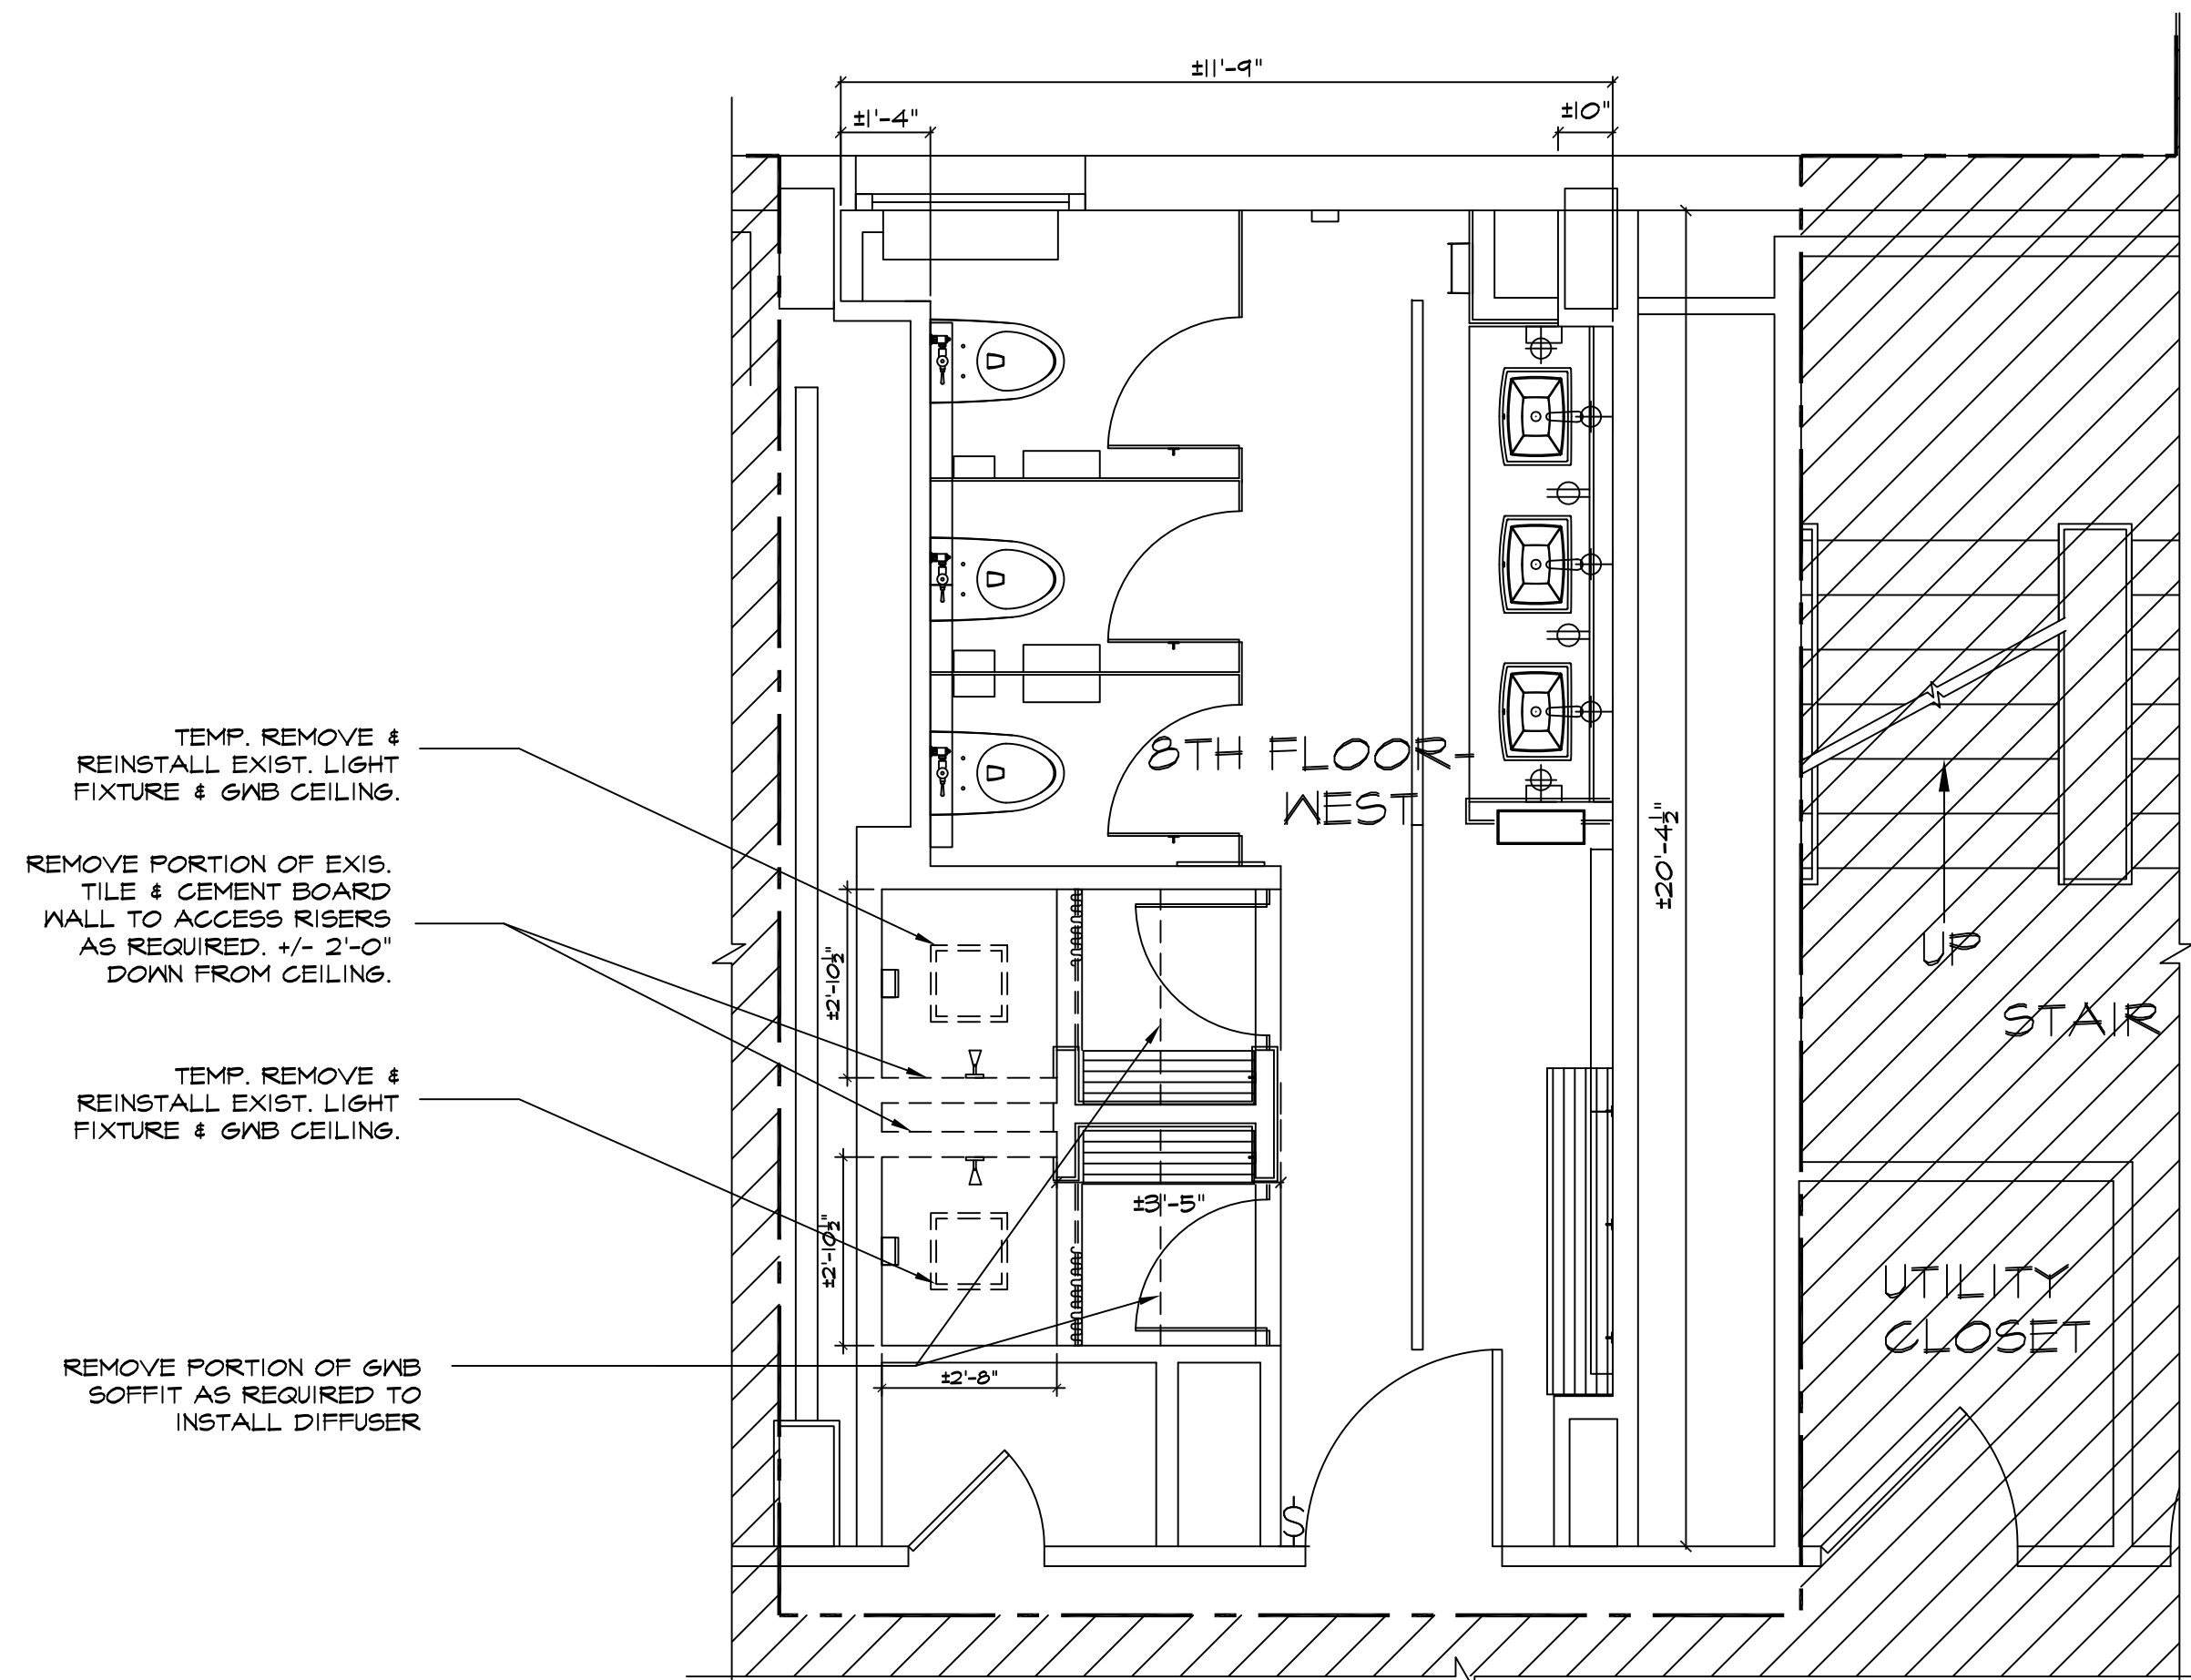 ±11'-9"
±1'-4"
±10"
TEMP. REMOVE &
REINSTALL EXIST. LIGHT
FIXTURE & GWB CEILING.
8TH FLOOR-
WEST
±20'-4½"
REMOVE PORTION OF EXIS.
TILE & CEMENT BOARD
WALL TO ACCESS RISERS
AS REQUIRED. +/- 2'-0"
DOWN FROM CEILING.
±2'-10½"
UP
STAIR
TEMP. REMOVE &
REINSTALL EXIST. LIGHT
FIXTURE & GWB CEILING.
±3'-5"
±2'-10½"
UTILITY
CLOSET
REMOVE PORTION OF GWB
SOFFIT AS REQUIRED TO
INSTALL DIFFUSER
±2'-8"
S